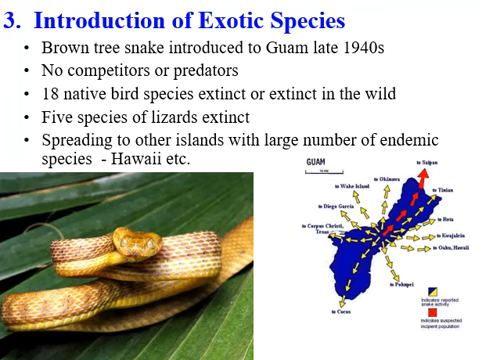 3. Introduction of Exotic Species
• Brown tree snake introduced to Guam late 1940s
• No competitors or predators
• 18 native bird species extinct or extinct in the wild
• Five species of lizards extinct
• Spreading to other islands with large number of endemic
species - Hawaii etc.
GUAM
to Saipan
to Okinawa
to Wake Island
to Tinian
to Diego Garcia
to Rota
to Corpus Christi,
Texas
to Kwajalein
to Oahu, Hawaii
to Pohnpei
to Cocos
Indicates reported
snake activity
Indicates suspected
incipient population